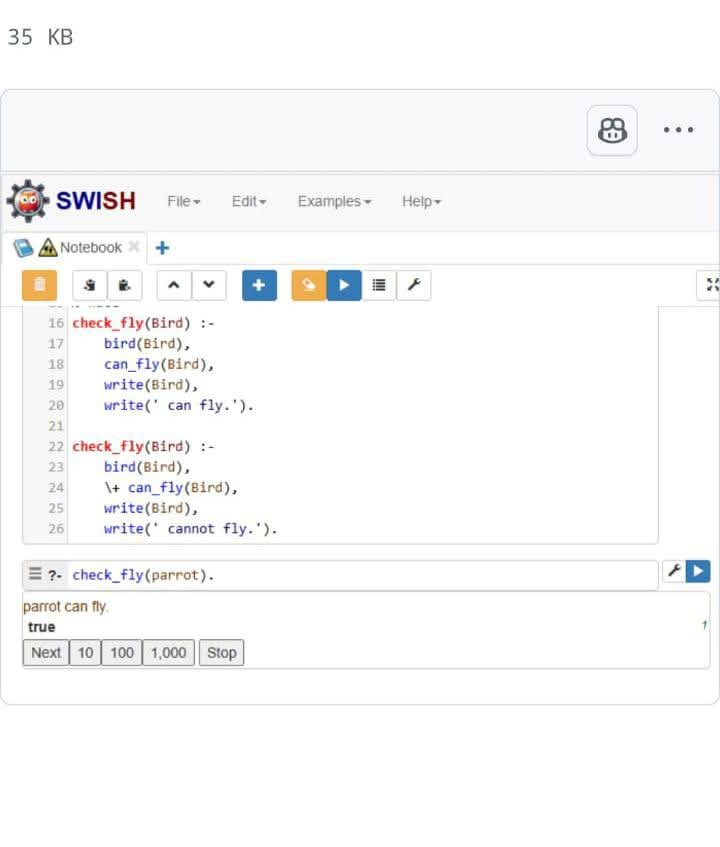 35 KB
SWISH File Edit Examples Help
Notebook
16 check_fly(Bird) :-
17     bird(Bird),
18     can_fly(Bird),
19     write(Bird),
20     write(' can fly.').
21
22 check_fly(Bird) :-
23     bird(Bird),
24     \+ can_fly(Bird),
25     write(Bird),
26     write(' cannot fly.').
?- check_fly(parrot).
parrot can fly.
true 1
Next 10 100 1,000 Stop